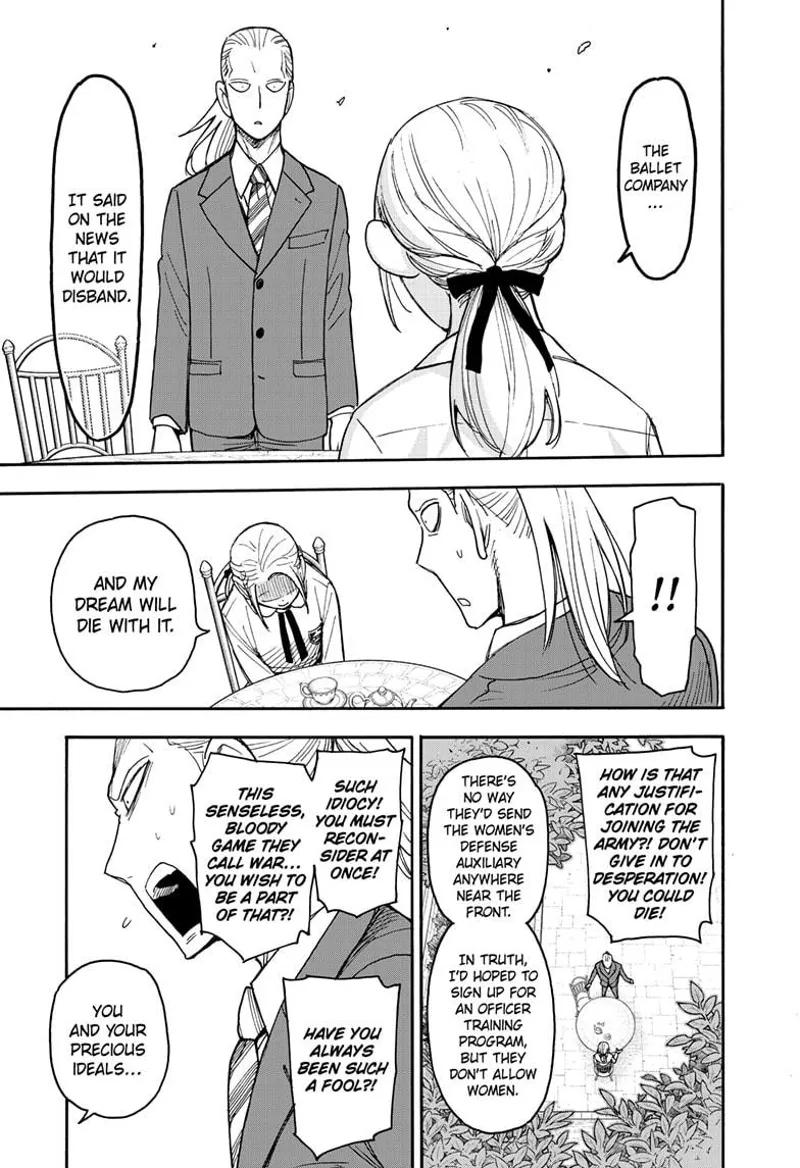 THE
BALLET
COMPANY
...
IT SAID
ON THE
NEWS
THAT IT
WOULD
DISBAND.
!!
AND MY
DREAM WILL
DIE WITH IT.
HOW IS THAT
ANY JUSTIFI-
CATION FOR
JOINING THE
ARMY?! DON'T
GIVE IN TO
DESPERATION!
YOU COULD
DIE!
THERE'S
NO WAY
THEY'D SEND
THE WOMEN'S
DEFENSE
AUXILIARY
ANYWHERE
NEAR THE
FRONT.
IN TRUTH,
I'D HOPED TO
SIGN UP FOR
AN OFFICER
TRAINING
PROGRAM,
BUT THEY
DON'T ALLOW
WOMEN.
SUCH
IDIOCY!
YOU MUST
RECON-
SIDER AT
ONCE!
THIS
SENSELESS,
BLOODY
GAME THEY
CALL WAR...
YOU WISH TO
BE A PART
OF THAT?!
HAVE YOU
ALWAYS
BEEN SUCH
A FOOL?!
YOU
AND YOUR
PRECIOUS
IDEALS...